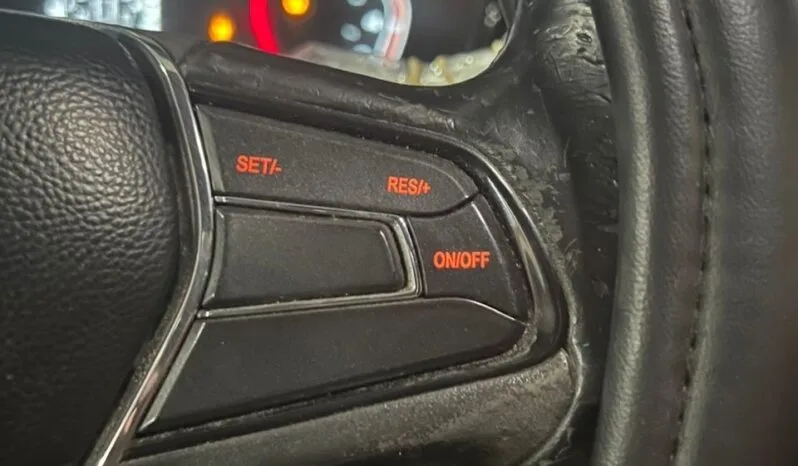 SET/-
RES/+
ON/OFF